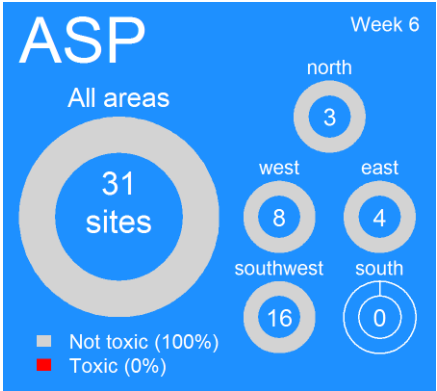 ASP
Week 6
All areas
31
sites
north
3
west
8
east
4
southwest
16
south
0
Not toxic (100%)
Toxic (0%)